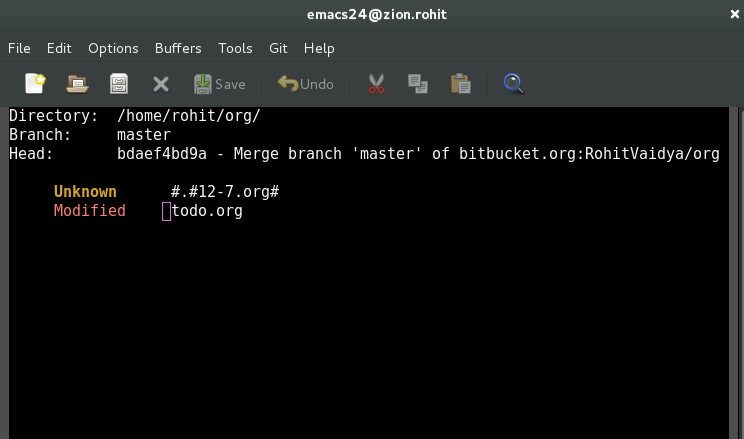 emacs24@zion.rohit
File Edit Options Buffers Tools Git Help
Save Undo
Directory: /home/rohit/org/
Branch: master
Head: bdaef4bd9a - Merge branch 'master' of bitbucket.org:RohitVaidya/org
Unknown #.#12-7.org#
Modified todo.org